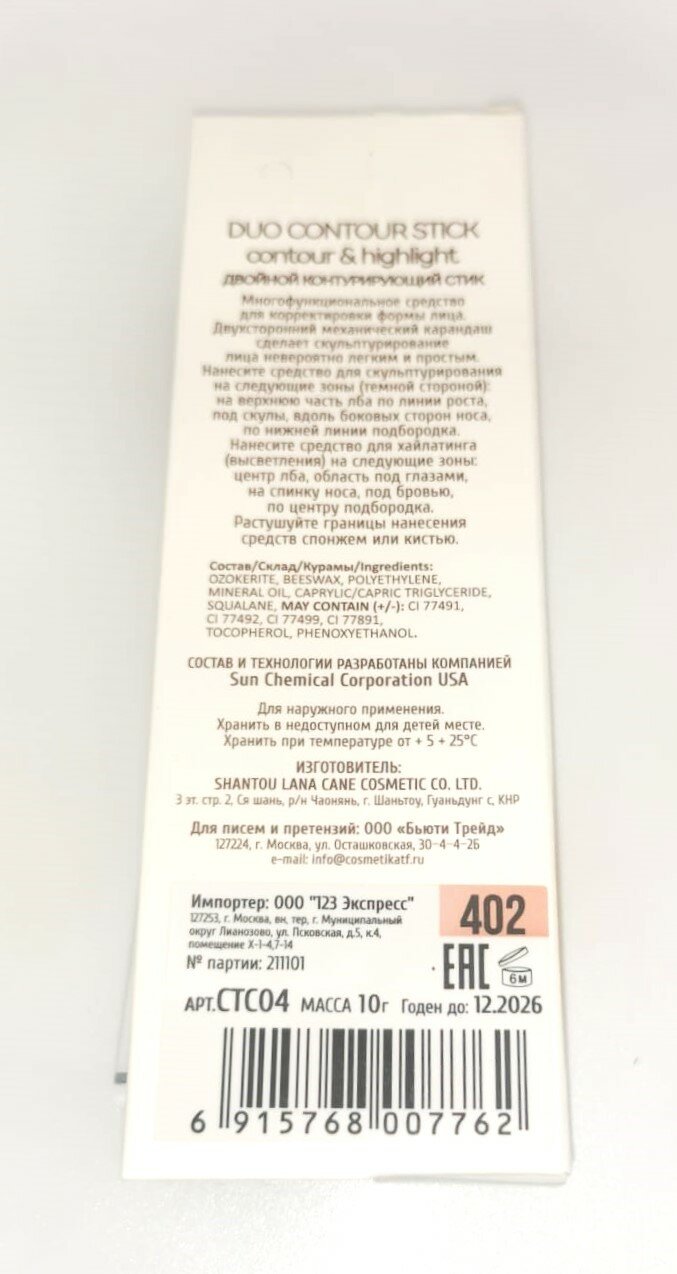 DUO CONTOUR STICK
contour & highlight
ДВОЙНОЙ КОНТУРИРУЮЩИЙ СТИК
Многофункциональное средство
для корректировки формы лица.
Двухсторонний механический карандаш
сделает скульптурирование
лица невероятно легким и простым.
Нанесите средство для скульптурирования
на следующие зоны (темной стороной):
на верхнюю часть лба по линии роста,
под скулы, вдоль боковых сторон носа,
по нижней линии подбородка.
Нанесите средство для хайлатинга
(высветления) на следующие зоны:
центр лба, область под глазами,
на спинку носа, под бровью,
по центру подбородка.
Растушуйте границы нанесения
средств спонжем или кистью.
Состав/Склад/Курамы/Ingredients:
OZOKERITE, BEESWAX, POLYETHYLENE,
MINERAL OIL, CAPRYLIC/CAPRIC TRIGLYCERIDE,
SQUALANE, MAY CONTAIN (+/-): CI 77491,
CI 77492, CI 77499, CI 77891,
TOCOPHEROL, PHENOXYETHANOL.
СОСТАВ И ТЕХНОЛОГИИ РАЗРАБОТАНЫ КОМПАНИЕЙ
Sun Chemical Corporation USA
Для наружного применения.
Хранить в недоступном для детей месте.
Хранить при температуре от + 5 + 25°C
ИЗГОТОВИТЕЛЬ:
SHANTOU LANA CANE COSMETIC CO. LTD.
3 эт. стр. 2, Ся шань, р/н Чаонянь, г. Шаньтоу, Гуаньдунг с, КНР
Для писем и претензий: ООО «Бьюти Трейд»
127224, г. Москва, ул. Осташковская, 30-4-4-26
e-mail: info@cosmetikatf.ru
Импортер: ООО "123 Экспресс"
127253, г. Москва, вн, тер, г. Муниципальный
округ Лианозово, ул. Псковская, д.5, к.4,
помещение X-1-4,7-14
402
№ партии: 211101
EAC
6м
АРТ.CTC04 МАССА 10г Годен до: 12.2026
6 915768 007762